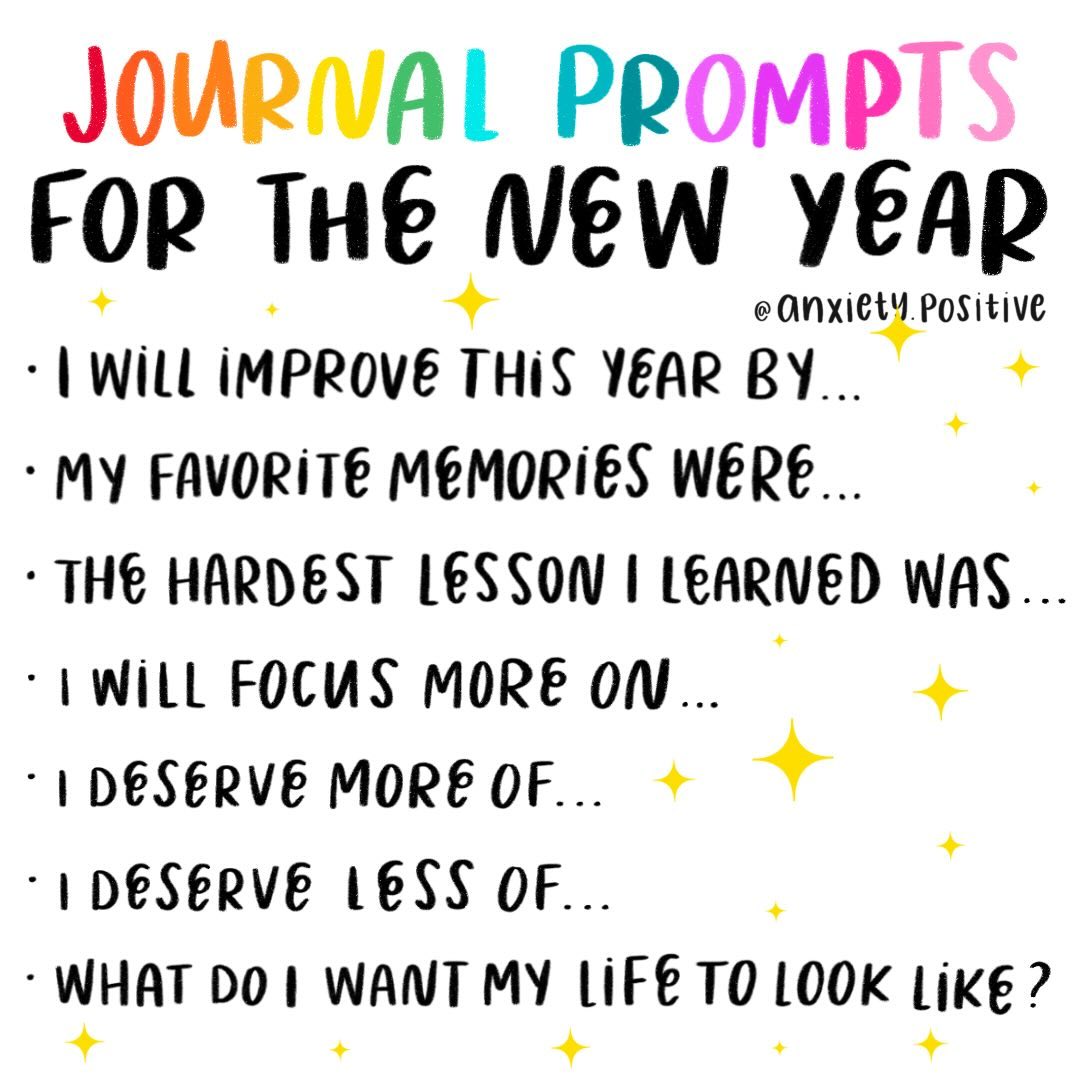 JOURNAL PROMPTS
FOR THE NEW YEAR
@anxiety.positive
· I WILL IMPROVE THIS YEAR BY...
· MY FAVORITE MEMORIES WERE...
· THE HARDEST LESSON I LEARNED WAS...
· I WILL FOCUS MORE ON...
· I DESERVE MORE OF...
· I DESERVE LESS OF...
· WHAT DO I WANT MY LIFE TO LOOK LIKE?